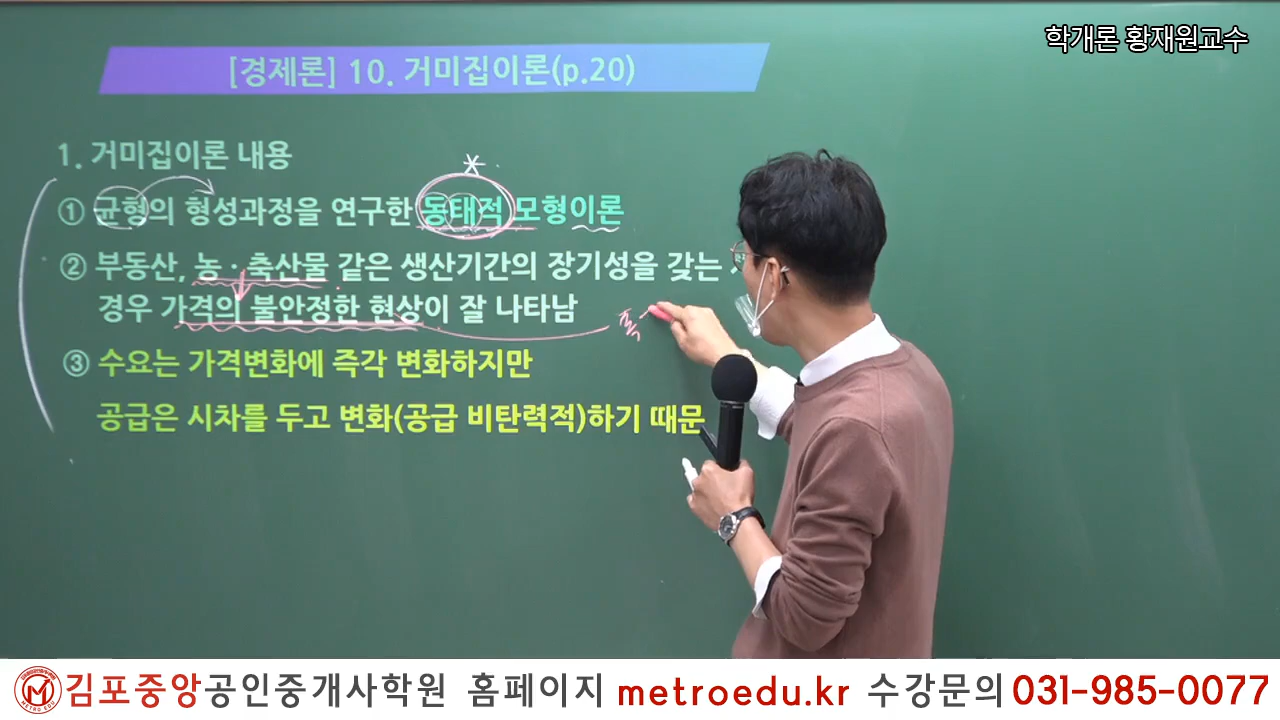 학개론 황재원교수
[경제론] 10. 거미집이론(p.20)
1. 거미집이론 내용
① 균형의 형성과정을 연구한 동태적 모형이론
② 부동산, 농·축산물 같은 생산기간의 장기성을 갖는
경우 가격의 불안정한 현상이 잘 나타남
③ 수요는 가격변화에 즉각 변화하지만
공급은 시차를 두고 변화(공급 비탄력적)하기 때문
METRO EDU
김포중앙공인중개사학원 홈페이지 metroedu.kr 수강문의 031-985-0077